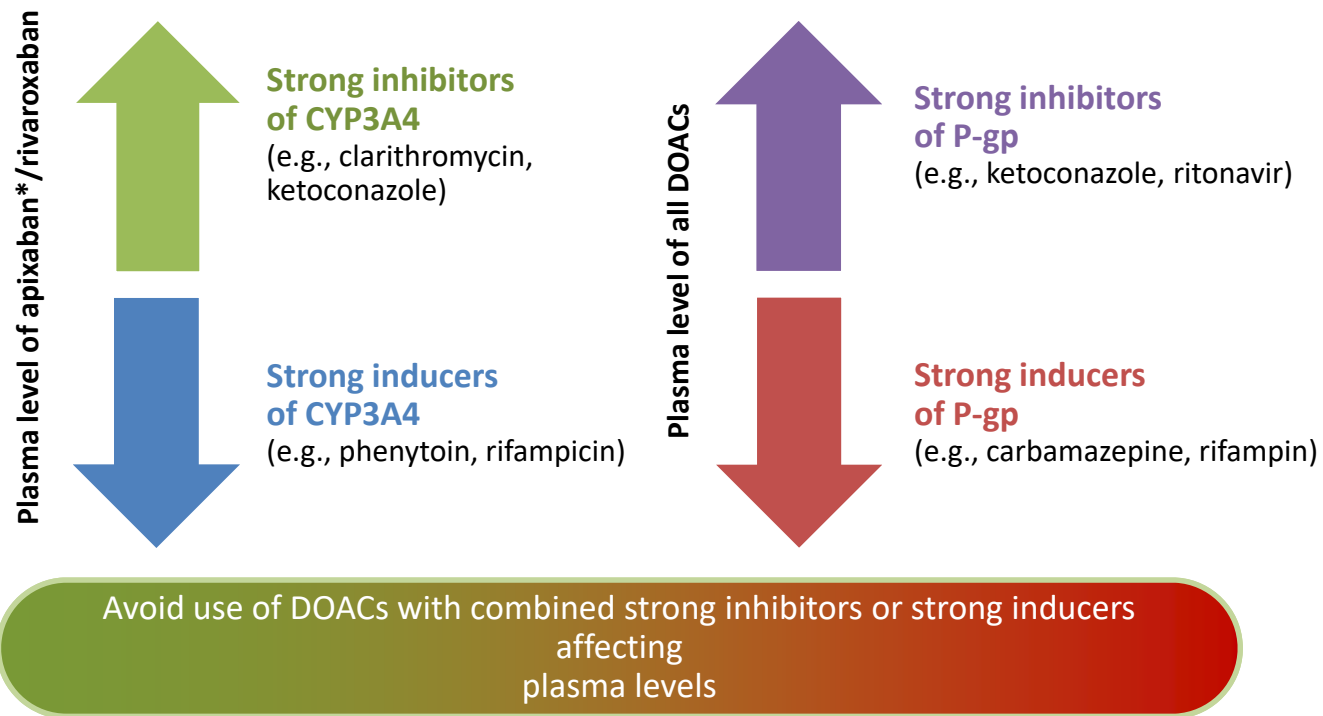 Plasma level of apixaban*/rivaroxaban
Strong inhibitors
of CYP3A4
(e.g., clarithromycin,
ketoconazole)
Strong inducers
of CYP3A4
(e.g., phenytoin, rifampicin)
Plasma level of all DOACs
Strong inhibitors
of P-gp
(e.g., ketoconazole, ritonavir)
Strong inducers
of P-gp
(e.g., carbamazepine, rifampin)
Avoid use of DOACs with combined strong inhibitors or strong inducers
affecting
plasma levels